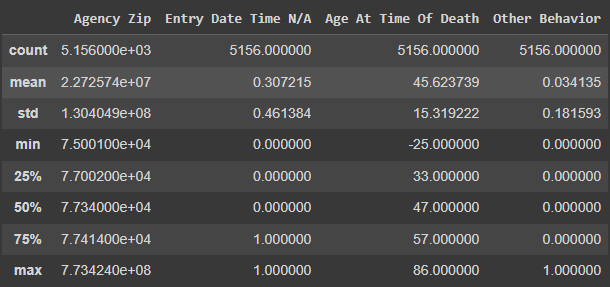 Agency Zip Entry Date Time N/A Age At Time Of Death Other Behavior
count 5.156000e+03 5156.000000 5156.000000 5156.000000
mean 2.272574e+07 0.307215 45.623739 0.034135
std 1.304049e+08 0.461384 15.319222 0.181593
min 7.500100e+04 0.000000 -25.000000 0.000000
25% 7.700200e+04 0.000000 33.000000 0.000000
50% 7.734000e+04 0.000000 47.000000 0.000000
75% 7.741400e+04 1.000000 57.000000 0.000000
max 7.734240e+08 1.000000 86.000000 1.000000